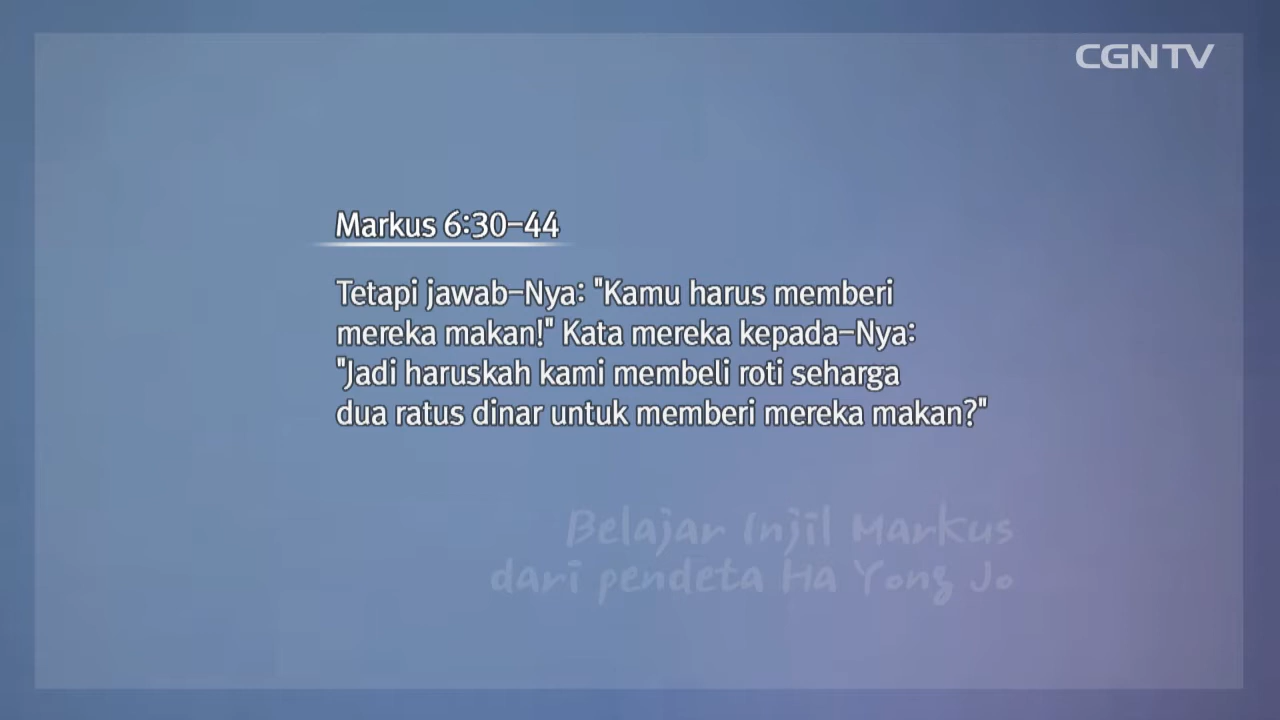 CGNTV
Markus 6:30-44
Tetapi jawab-Nya: "Kamu harus memberi
mereka makan!" Kata mereka kepada-Nya:
"Jadi haruskah kami membeli roti seharga
dua ratus dinar untuk memberi mereka makan?"
Belajar Injil Markus
dari pendeta Ha Yong Jo